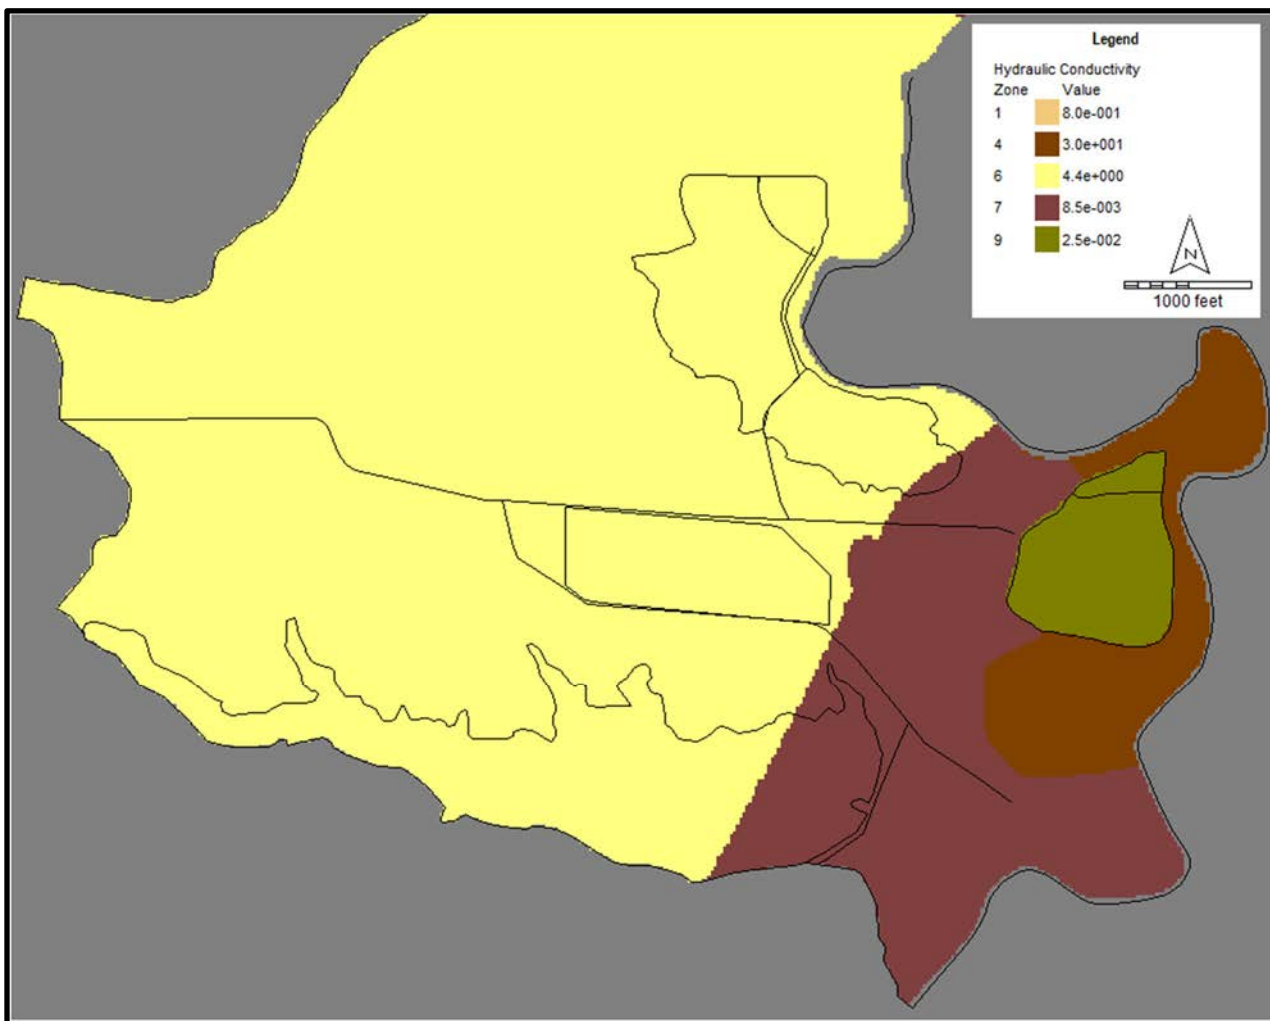 Legend
Hydraulic Conductivity
Zone Value
1 8.0e-001
4 3.0e+001
6 4.4e+000
7 8.5e-003
9 2.5e-002
N
1000 feet